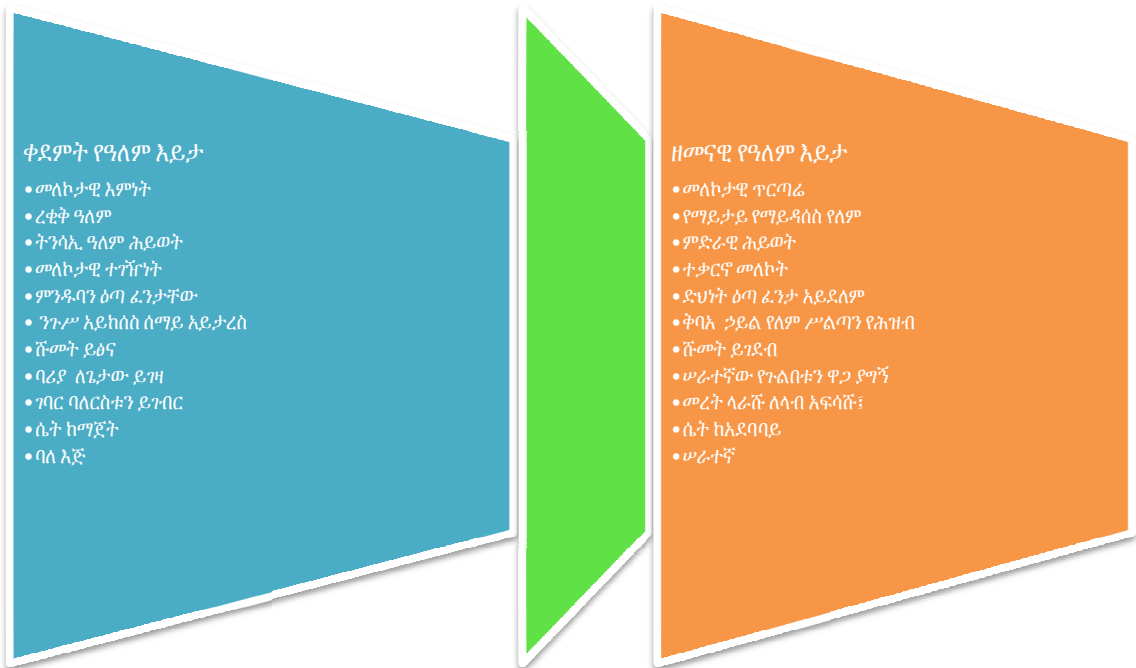 ቀደምት የዓለም እይታ
•መለኮታዊ እምነት
•ረቂቅ ዓለም
•ትንሳኢ ዓለም ሕይወት
•መለኮታዊ ተገዥነት
•ምንዱባን ዕጣ ፈንታቸው
• ንጉሥ አይከሰስ ሰማይ አይታረስ
•ሹመት ይፅና
•ባሪያ ለጌታው ይገዛ
•ገባር ባለርስቱን ይገብር
•ሴት ከማጀት
•ባለ እጅ
ዘመናዊ የዓለም እይታ
•መለኮታዊ ጥርጣሬ
•የማይታይ የማይዳሰስ የለም
•ምድራዊ ሕይወት
•ተቃርኖ መለኮት
•ድህነት ዕጣ ፈንታ አይደለም
•ቅባአ ኃይል የለም ሥልጣን የሕዝብ
•ሹመት ይገደብ
•ሠራተኛው የጉልበቱን ዋጋ ያግኝ
•መረት ላራሹ ለላብ አፍሳሹ፤
•ሴት ከአደባባይ
•ሠራተኛ